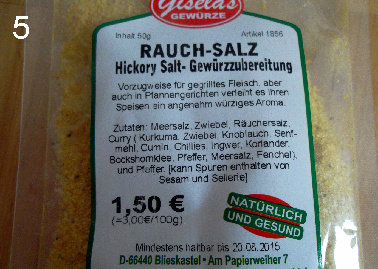 5
Gisela's
GEWÜRZE
Inhalt 50g Artikel 1856
RAUCH-SALZ
Hickory Salt- Gewürzzubereitung
Vorzugsweise für gegrilltes Fleisch, aber
auch in Pfannengerichten verleiht es Ihren
Speisen ein angenehm würziges Aroma.
Zutaten: Meersalz, Zwiebel, Räuchersalz,
Curry ( Kurkuma, Zwiebel, Knoblauch, Senf-
mehl, Cumin, Chillies, Ingwer, Koriander,
Bockshornklee, Pfeffer, Meersalz, Fenchel),
und Pfeffer. [kann Spuren enthalten von
Sesam und Sellerie]
1,50 €
(=3,00€/100g)
NATÜRLICH
UND GESUND
Mindestens haltbar bis 20.08.2015
D-66440 Blieskastel • Am Papierweiher 7